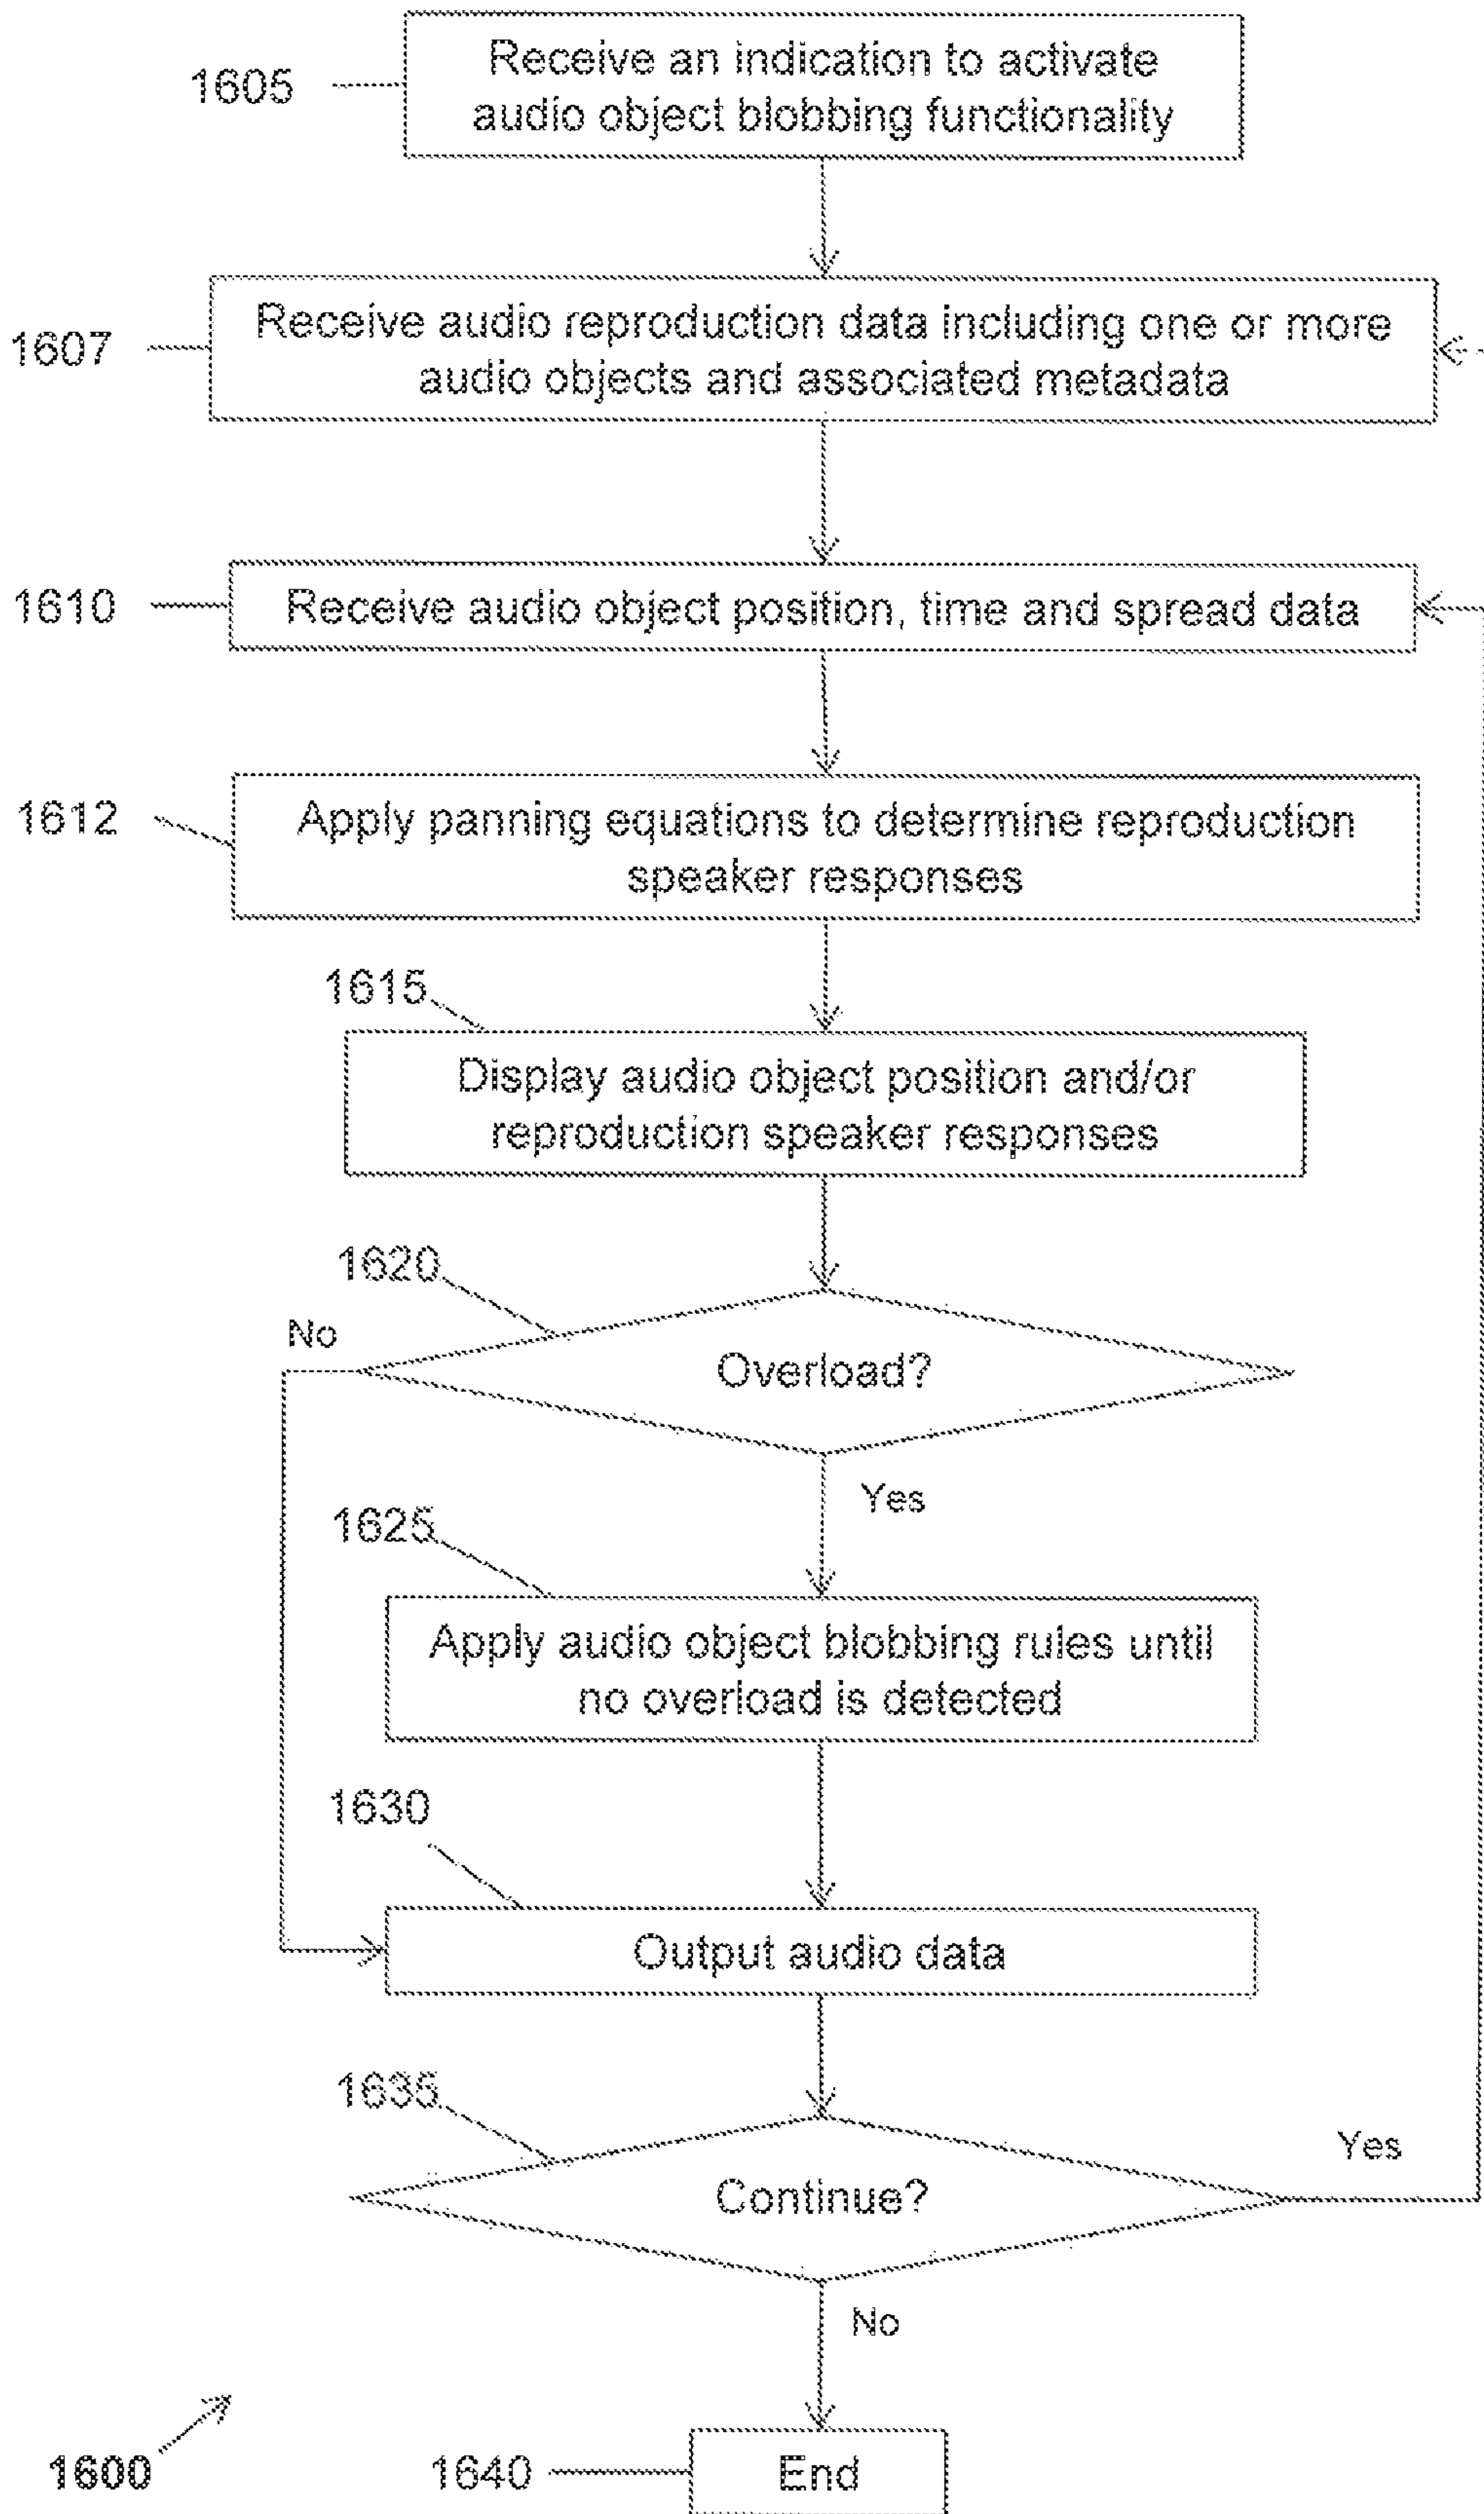 1605
Receive an indication to activate
audio object blobbing functionality
1607
Receive audio reproduction data including one or more
audio objects and associated metadata
1610
Receive audio object position, time and spread data
1612
Apply panning equations to determine reproduction
speaker responses
1615
Display audio object position and/or
reproduction speaker responses
1620
No
Overload?
Yes
1625
Apply audio object blobbing rules until
no overload is detected
1630
Output audio data
1635
Yes
Continue?
No
1600
1640
End